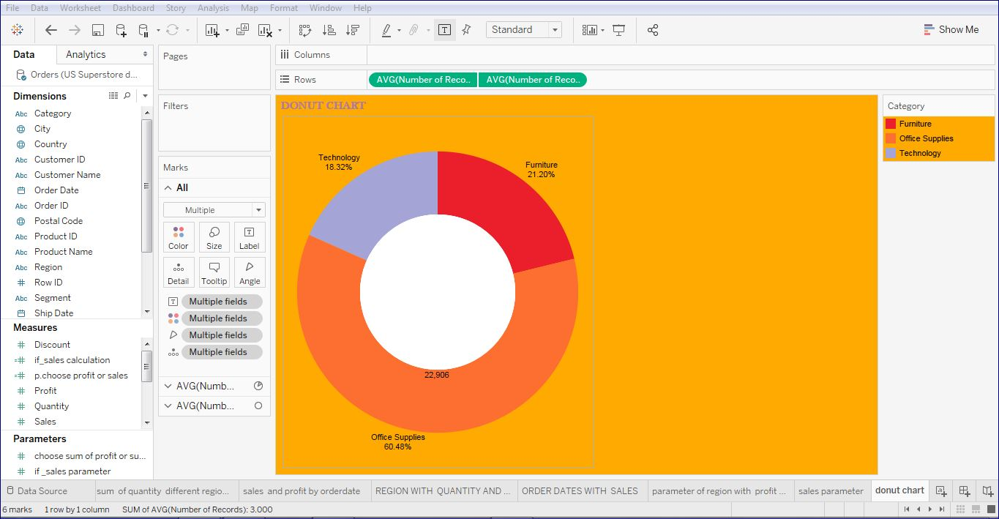 File Data Worksheet Dashboard Story Analysis Map Format Window Help
Standard
Show Me
Data Analytics
Orders (US Superstore d...
Dimensions
Abc Category
City
Country
Abc Customer ID
Abc Customer Name
Order Date
Abc Order ID
Postal Code
Abc Product ID
Abc Product Name
Abc Region
# Row ID
Abc Segment
Ship Date
Measures
# Discount
=# if_sales calculation
=# p.choose profit or sales
# Profit
# Quantity
# Sales
Parameters
# choose sum of profit or su...
# if _sales parameter
Pages
Filters
Marks
All
Multiple
Color Size Label
Detail Tooltip Angle
Multiple fields
Multiple fields
Multiple fields
Multiple fields
AVG(Numb...
AVG(Numb...
Columns
Rows AVG(Number of Reco.. AVG(Number of Reco..
DONUT CHART
Technology
18.32%
Furniture
21.20%
22,906
Office Supplies
60.48%
Category
Furniture
Office Supplies
Technology
Data Source sum of quantity different regio... sales and profit by orderdate REGION WITH QUANTITY AND ... ORDER DATES WITH SALES parameter of region with profit ... sales parameter donut chart
6 marks 1 row by 1 column SUM of AVG(Number of Records): 3.000